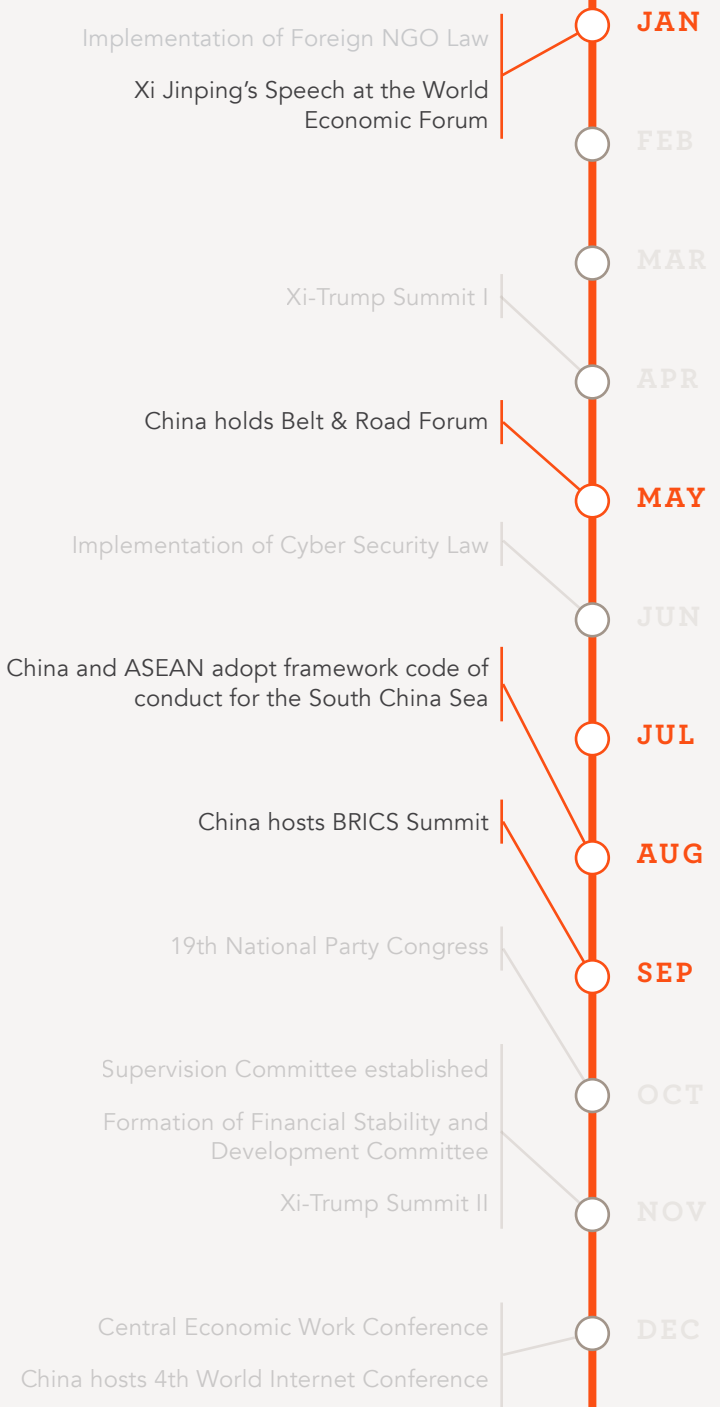 Implementation of Foreign NGO Law
Xi Jinping’s Speech at the World
Economic Forum
JAN
FEB
MAR
Xi-Trump Summit I
APR
China holds Belt & Road Forum
MAY
Implementation of Cyber Security Law
JUN
China and ASEAN adopt framework code of
conduct for the South China Sea
JUL
China hosts BRICS Summit
AUG
19th National Party Congress
SEP
Supervision Committee established
OCT
Formation of Financial Stability and
Development Committee
Xi-Trump Summit II
NOV
Central Economic Work Conference
DEC
China hosts 4th World Internet Conference